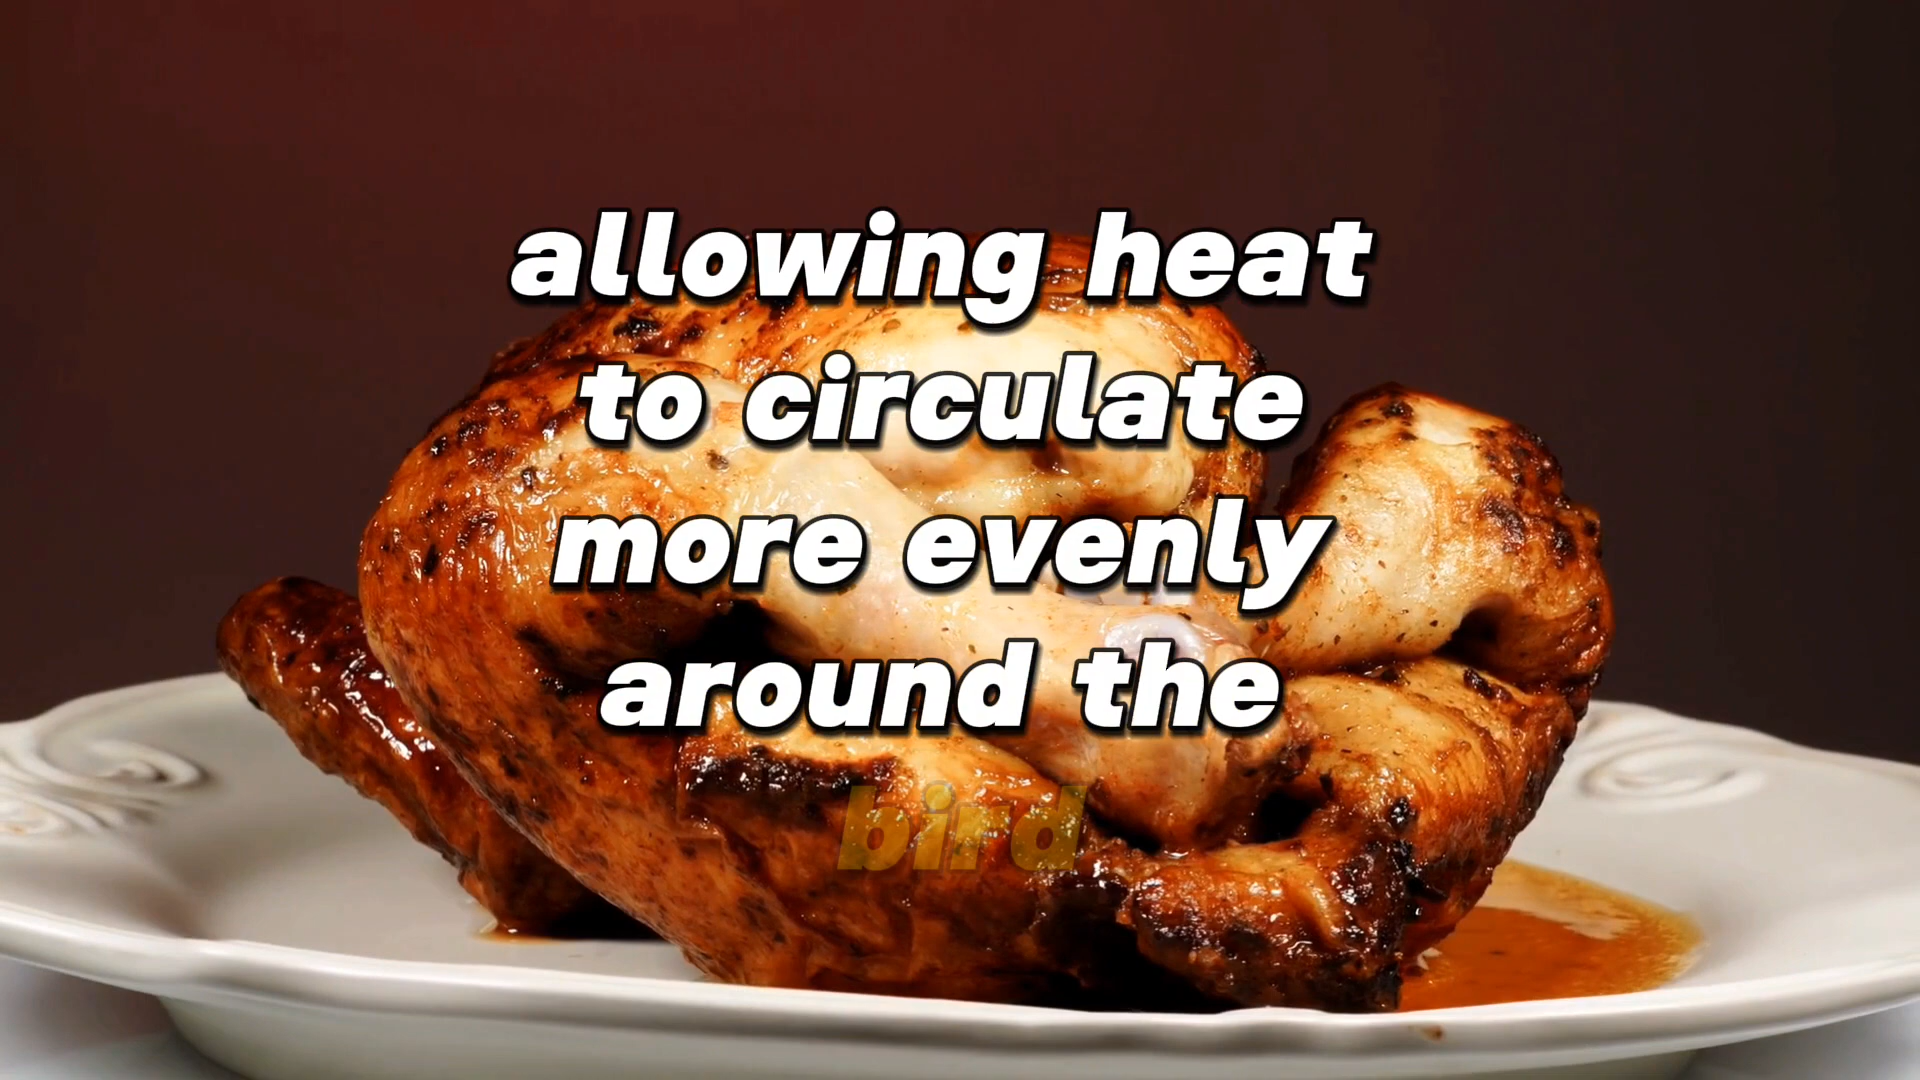 allowing heat
to circulate
more evenly
around the
bird